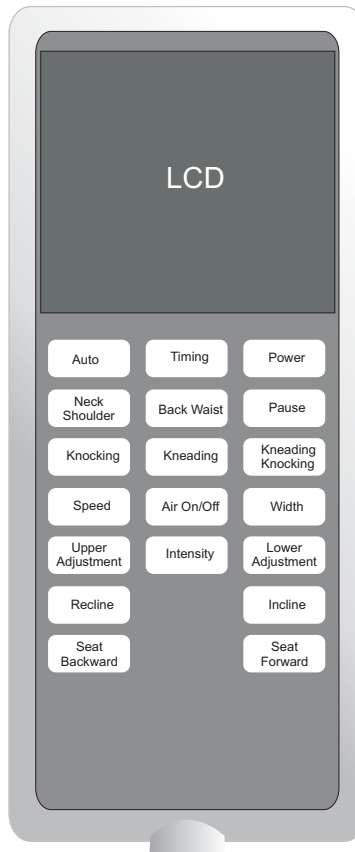 LCD
Auto
Timing
Power
Neck
Shoulder
Back Waist
Pause
Knocking
Kneading
Kneading
Knocking
Speed
Air On/Off
Width
Upper
Adjustment
Intensity
Lower
Adjustment
Recline
Incline
Seat
Backward
Seat
Forward